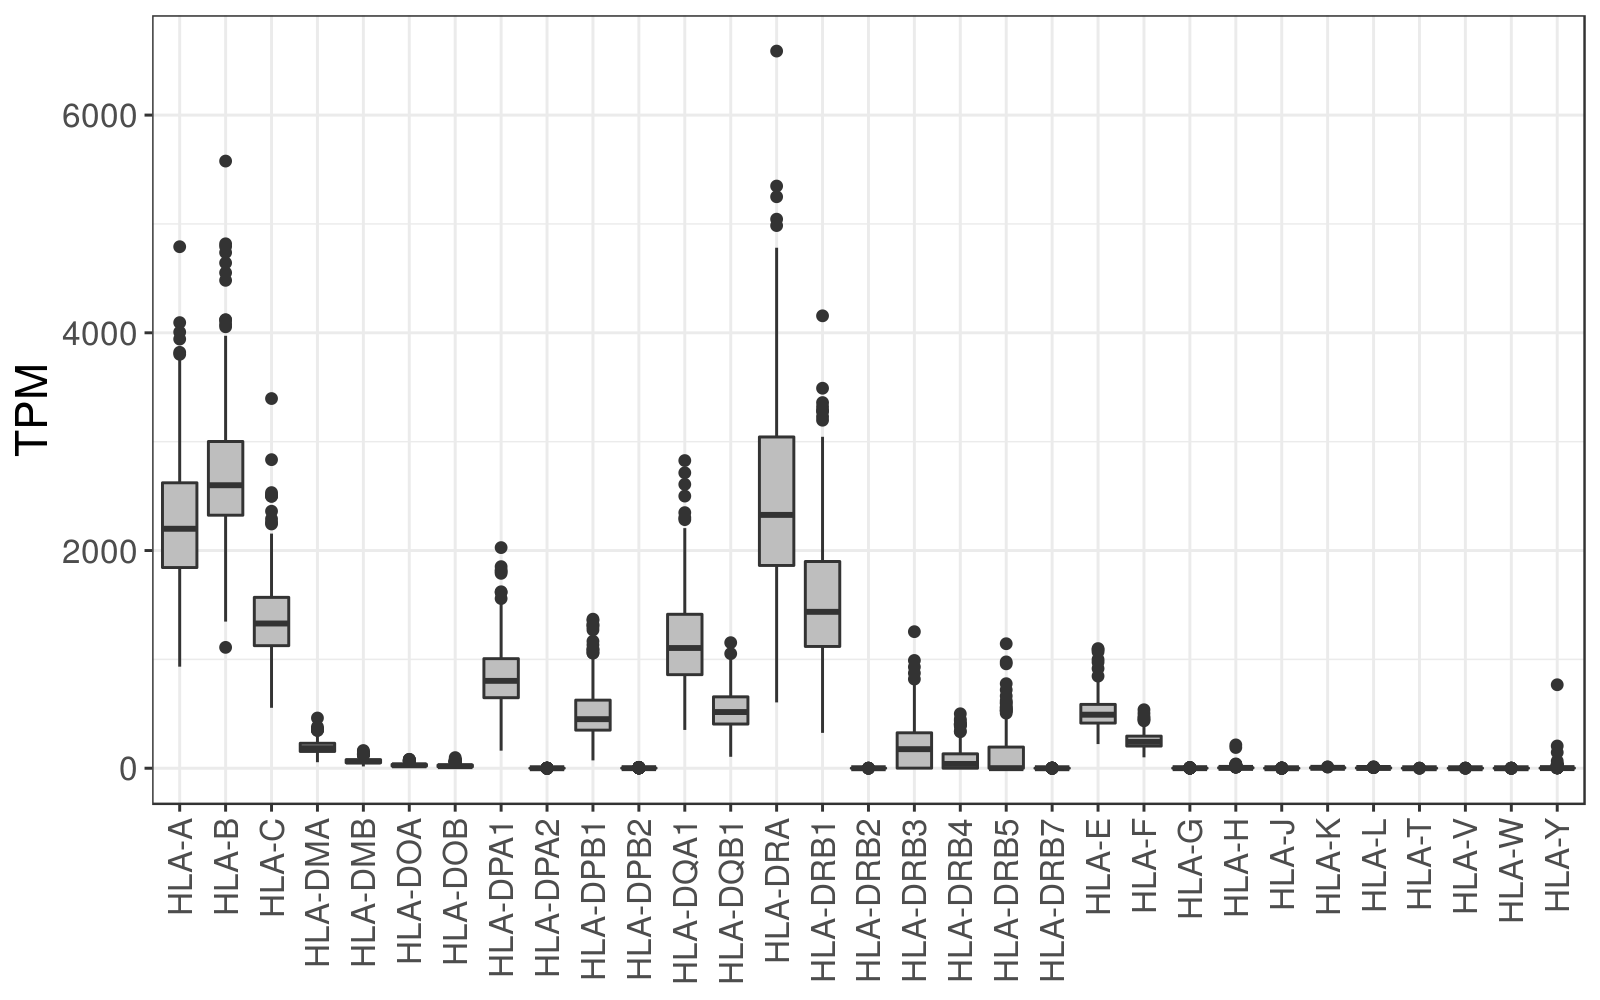 TPM
6000
4000
2000
0
HLA-A
HLA-B
HLA-C
HLA-DMA
HLA-DMB
HLA-DOA
HLA-DOB
HLA-DPA1
HLA-DPA2
HLA-DPB1
HLA-DPB2
HLA-DQA1
HLA-DQB1
HLA-DRA
HLA-DRB1
HLA-DRB2
HLA-DRB3
HLA-DRB4
HLA-DRB5
HLA-DRB7
HLA-E
HLA-F
HLA-G
HLA-H
HLA-J
HLA-K
HLA-L
HLA-T
HLA-V
HLA-W
HLA-Y